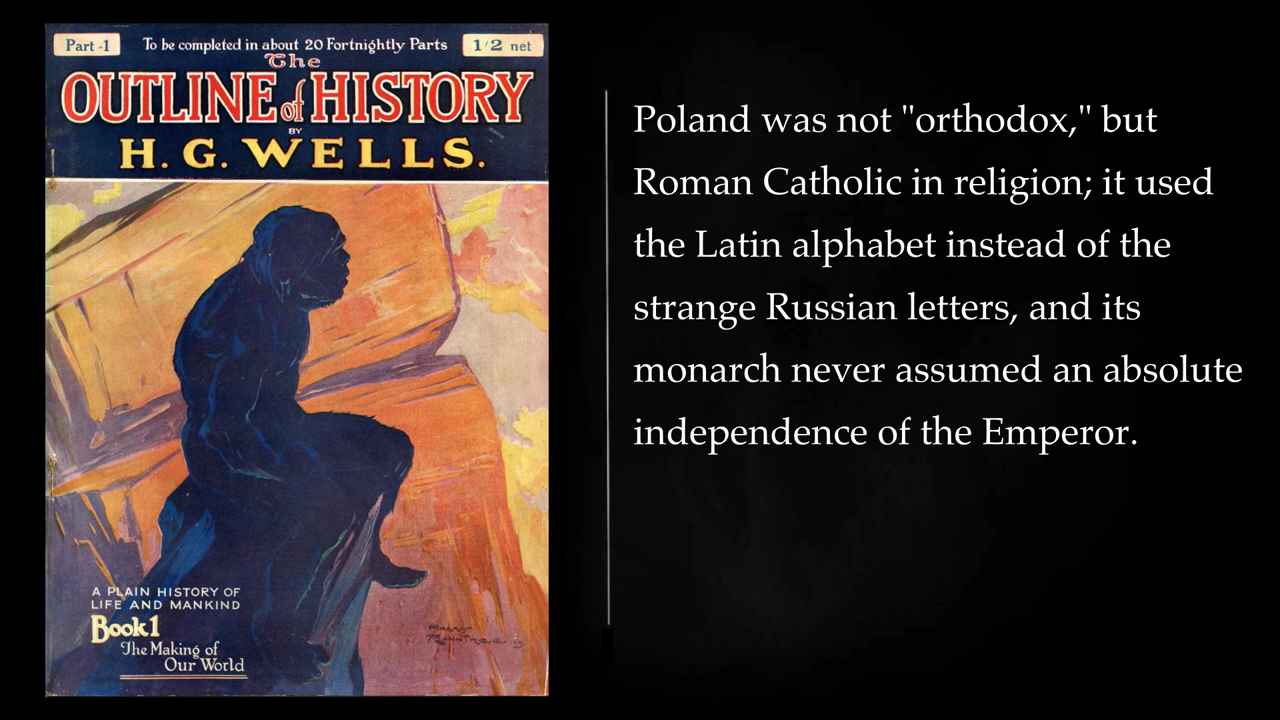 Part -1
To be completed in about 20 Fortnightly Parts
1/2 net
The
OUTLINE of HISTORY
BY
H. G. WELLS.
A PLAIN HISTORY OF
LIFE AND MANKIND
Book 1
The Making of
Our World
Poland was not "orthodox," but
Roman Catholic in religion; it used
the Latin alphabet instead of the
strange Russian letters, and its
monarch never assumed an absolute
independence of the Emperor.